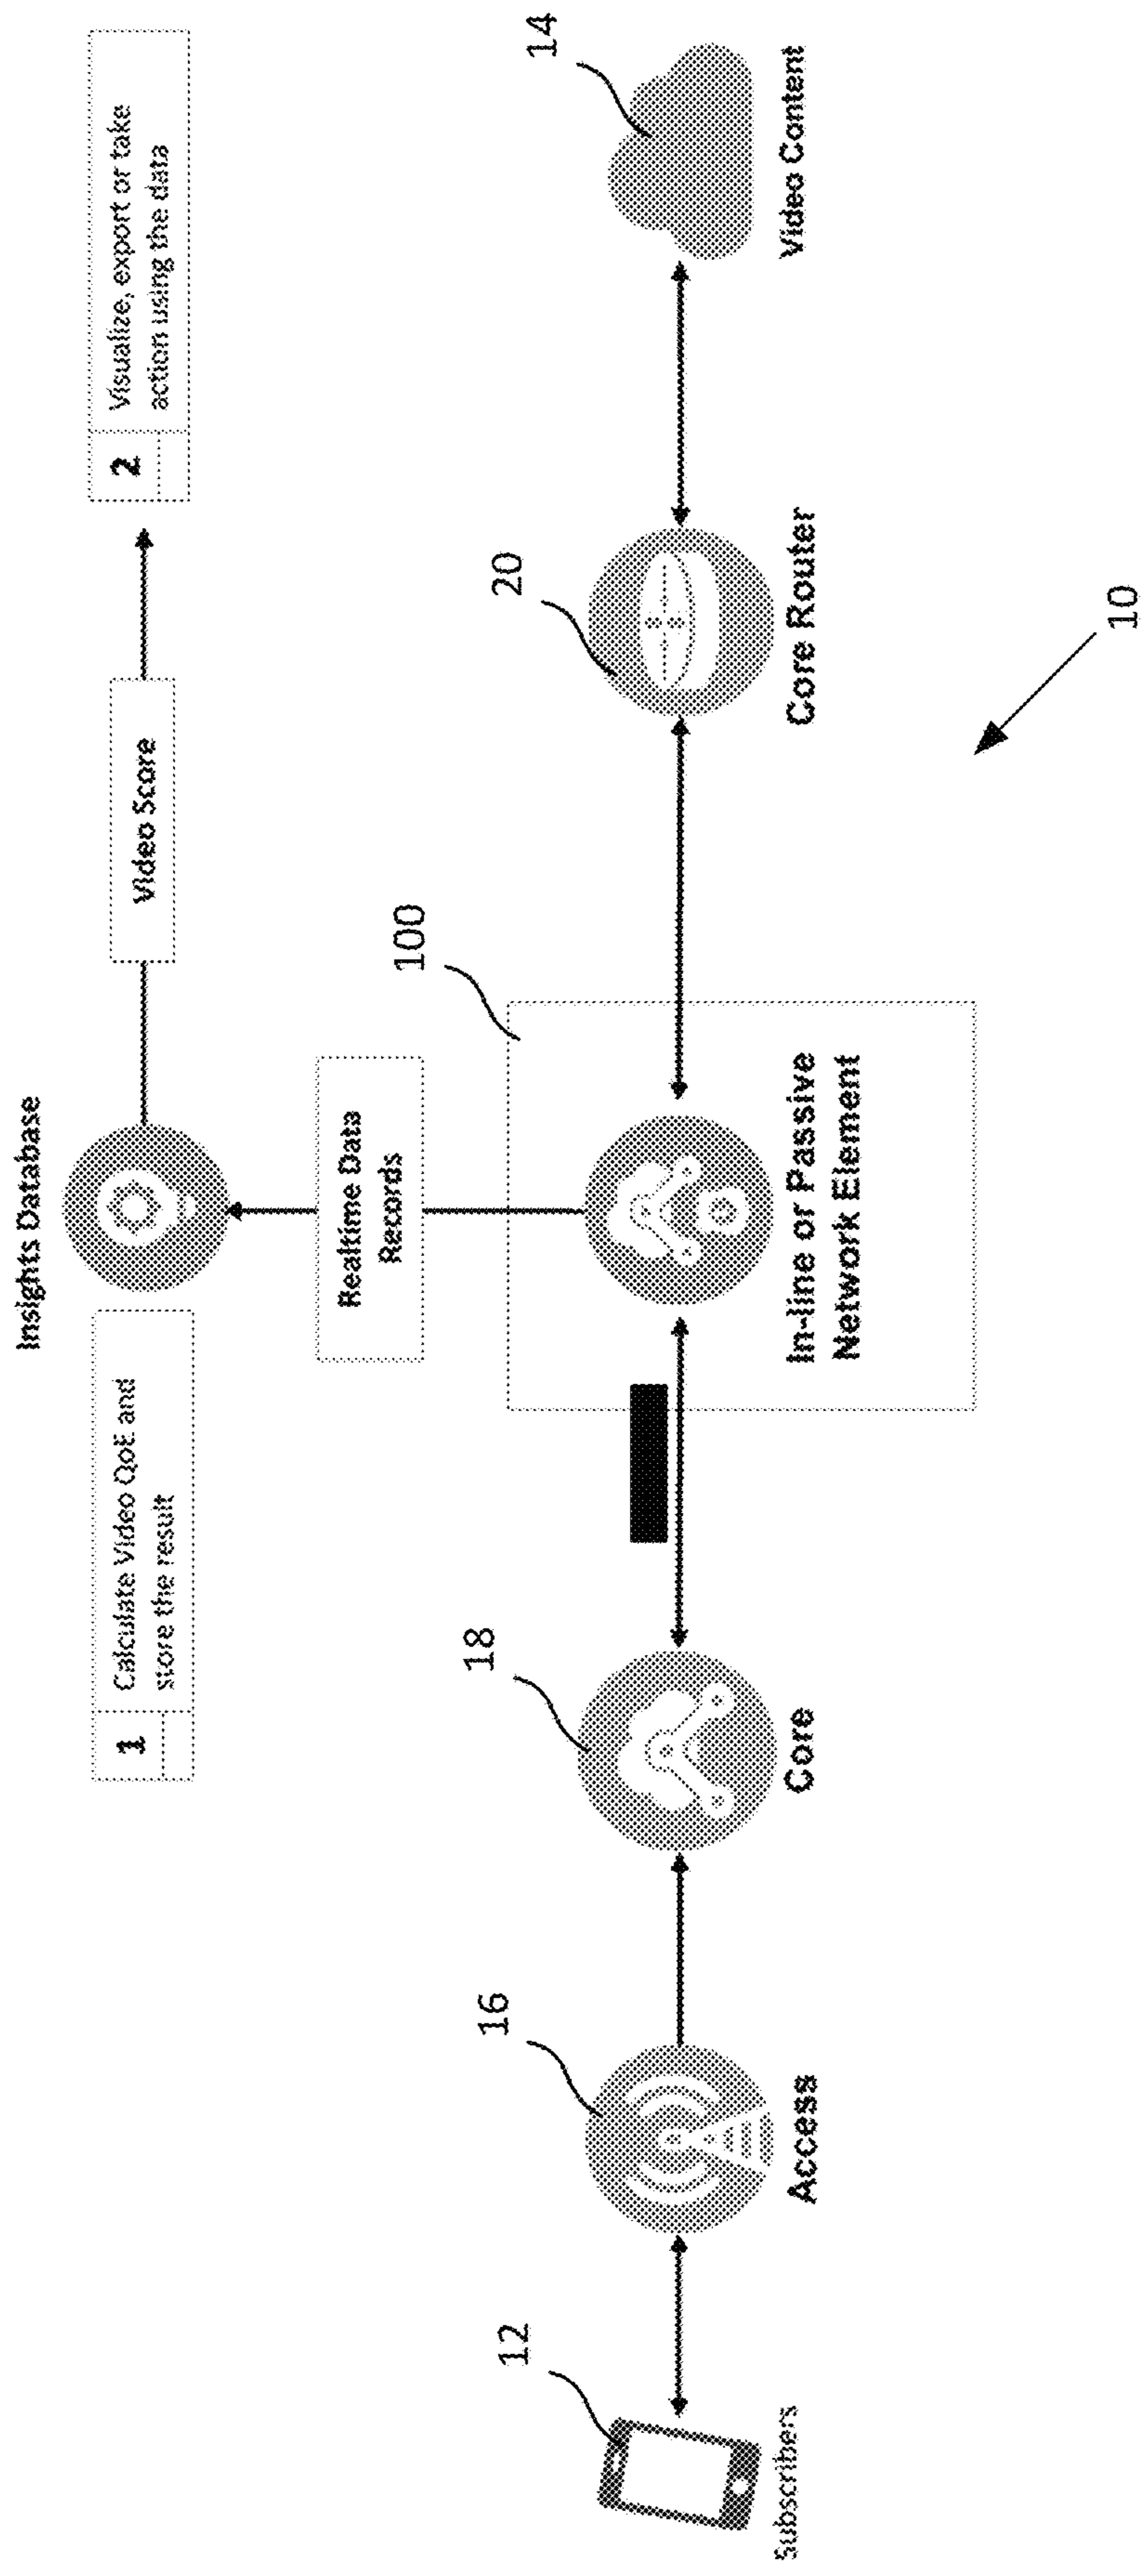 Insights Database
1
Calculate Video QoE and
store the result
Video Score
2
Visualize, export or take
action using the data
Realtime Data
Records
12
16
18
100
20
14
Subscribers
Access
Core
In-line or Passive
Network Element
Core Router
Video Content
10